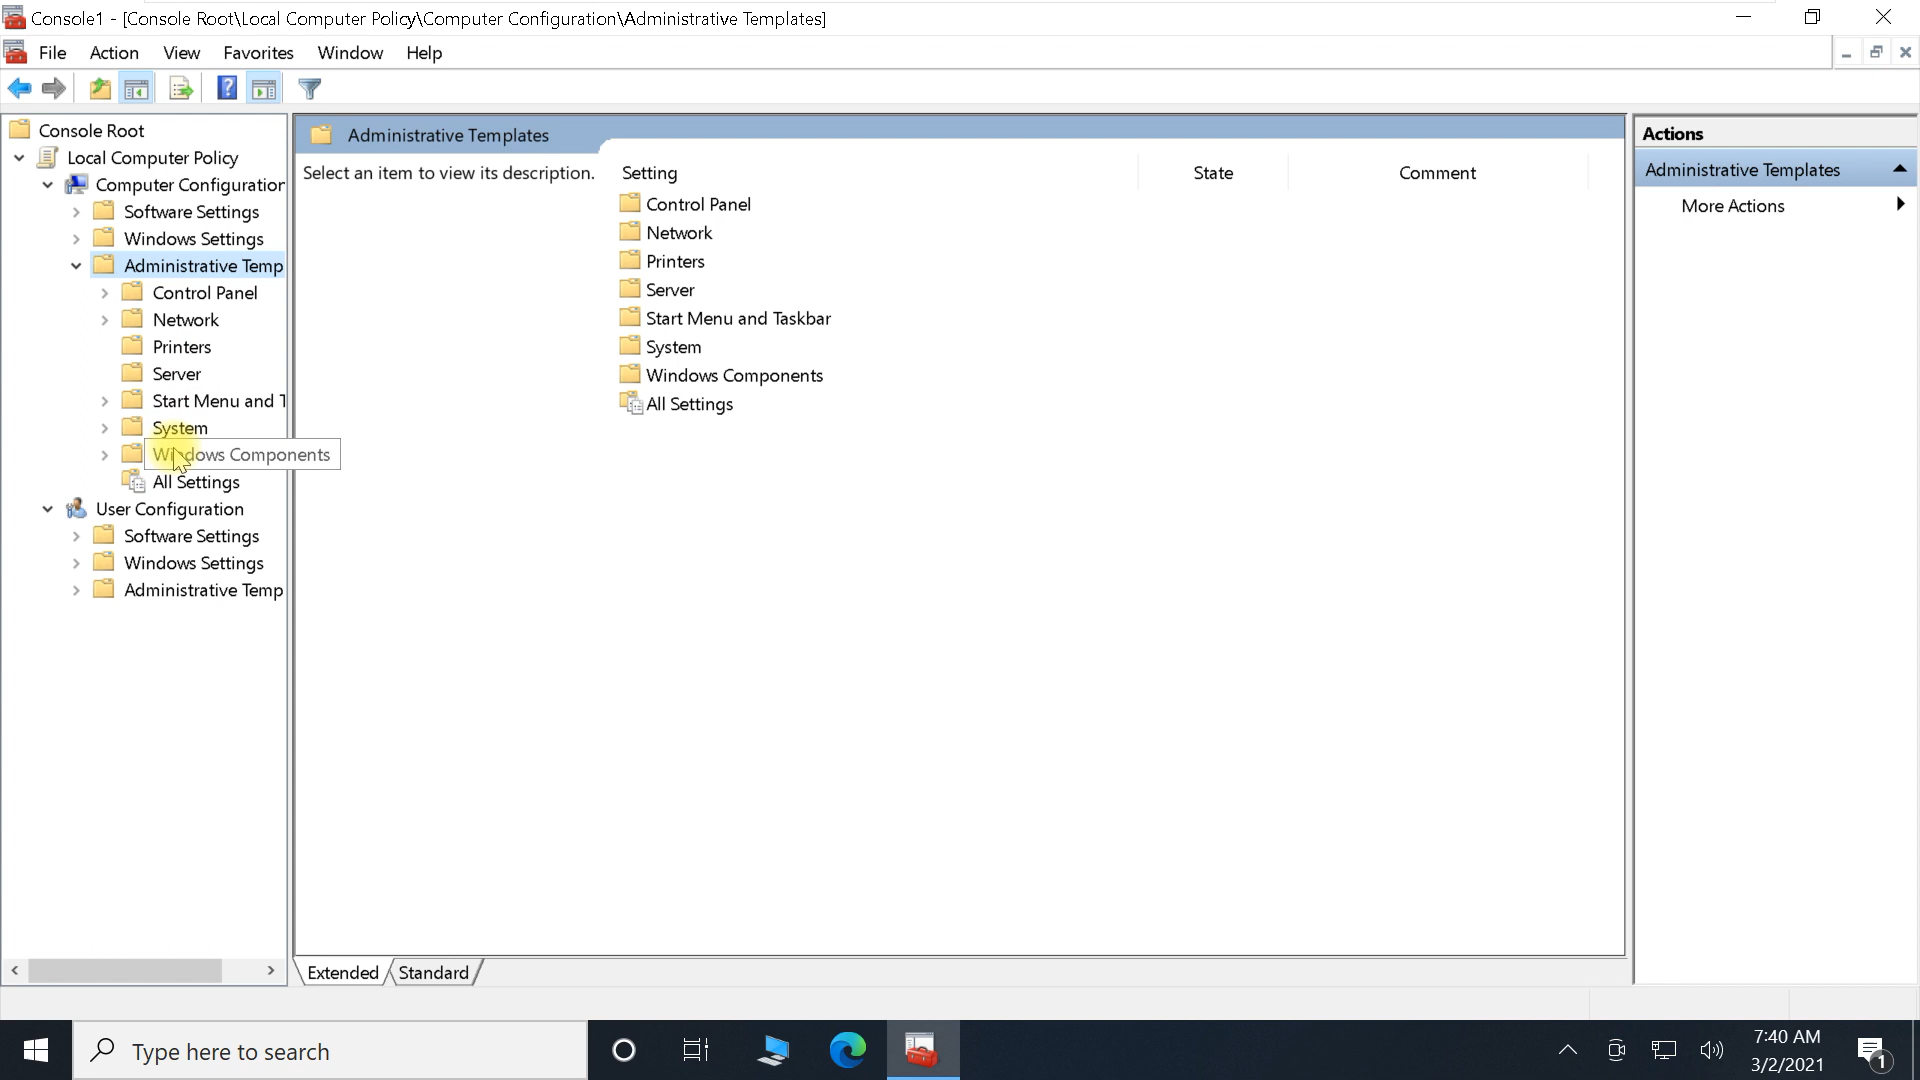 Console1 - [Console Root\Local Computer Policy\Computer Configuration\Administrative Templates]
File Action View Favorites Window Help
Console Root
Local Computer Policy
Computer Configuration
Software Settings
Windows Settings
Administrative Temp
Control Panel
Network
Printers
Server
Start Menu and T
System
Windows Components
All Settings
User Configuration
Software Settings
Windows Settings
Administrative Temp
Administrative Templates
Select an item to view its description.
Setting State Comment
Control Panel
Network
Printers
Server
Start Menu and Taskbar
System
Windows Components
All Settings
Extended Standard
Actions
Administrative Templates
More Actions
Type here to search
7:40 AM
3/2/2021
1